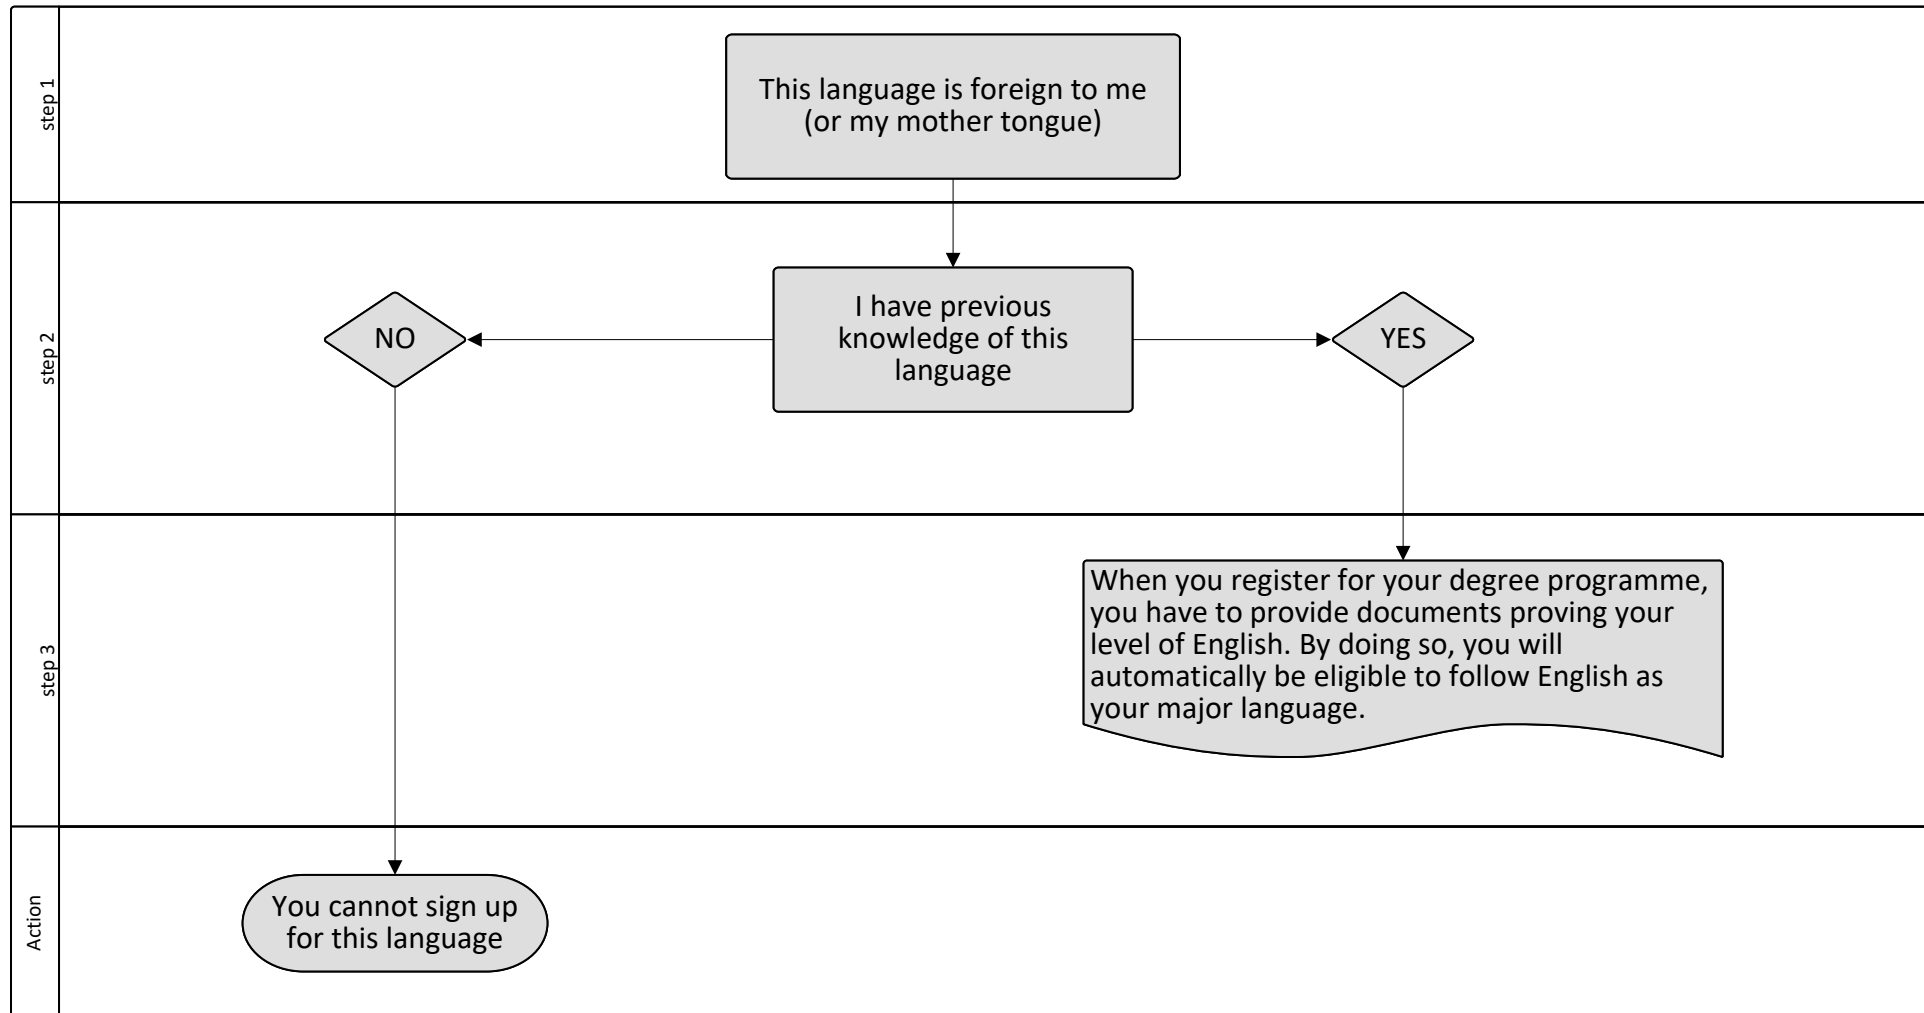 step 1
This language is foreign to me
(or my mother tongue)
step 2
NO
I have previous
knowledge of this
language
YES
step 3
When you register for your degree programme,
you have to provide documents proving your
level of English. By doing so, you will
automatically be eligible to follow English as
your major language.
Action
You cannot sign up
for this language